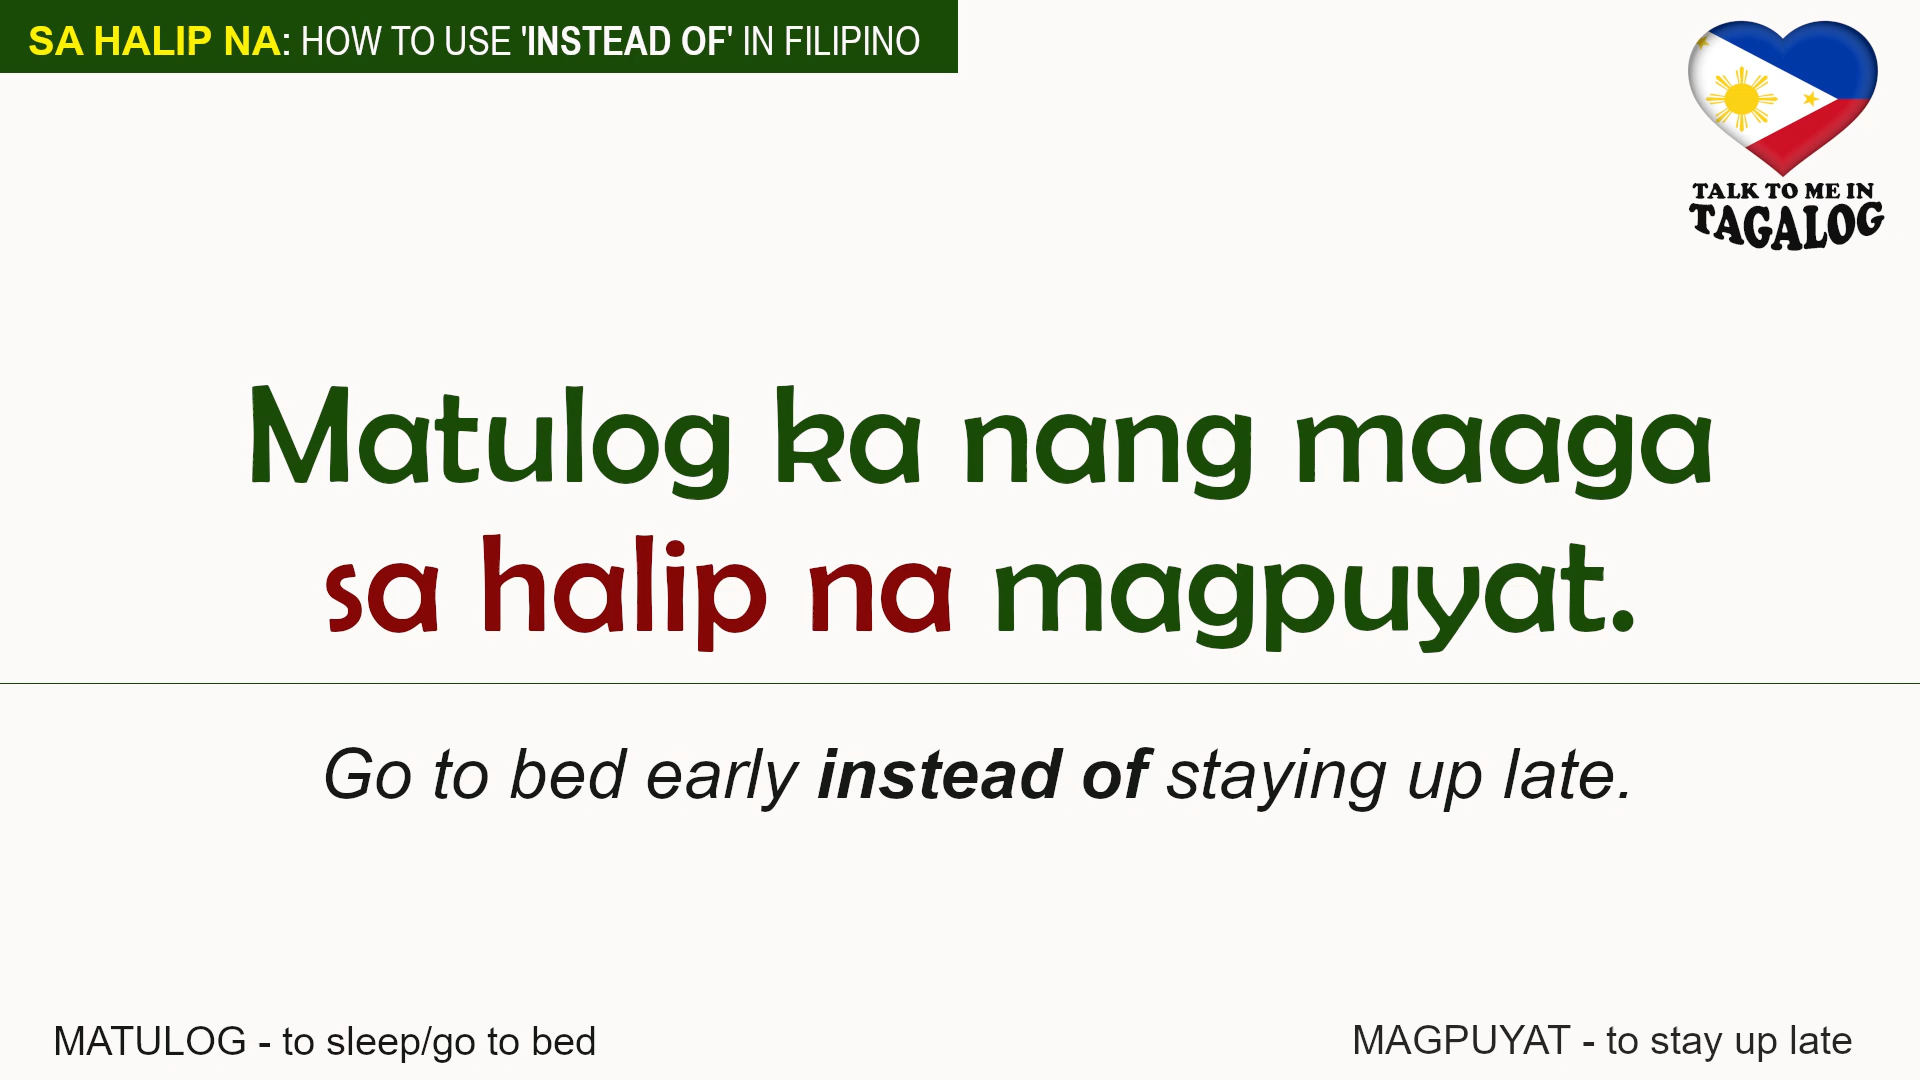 SA HALIP NA: HOW TO USE 'INSTEAD OF' IN FILIPINO
TALK TO ME IN
TAGALOG
Matulog ka nang maaga
sa halip na magpuyat.
Go to bed early instead of staying up late.
MATULOG - to sleep/go to bed
MAGPUYAT - to stay up late